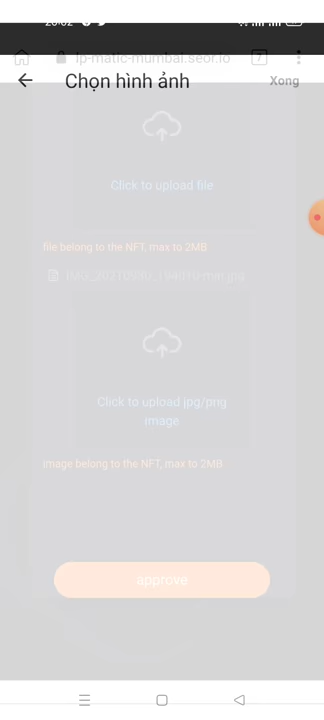 lp-matic-mumbai.seor.io
7
Chọn hình ảnh
Xong
Click to upload file
file belong to the NFT, max to 2MB
Click to upload jpg/png
image
image belong to the NFT, max to 2MB
approve